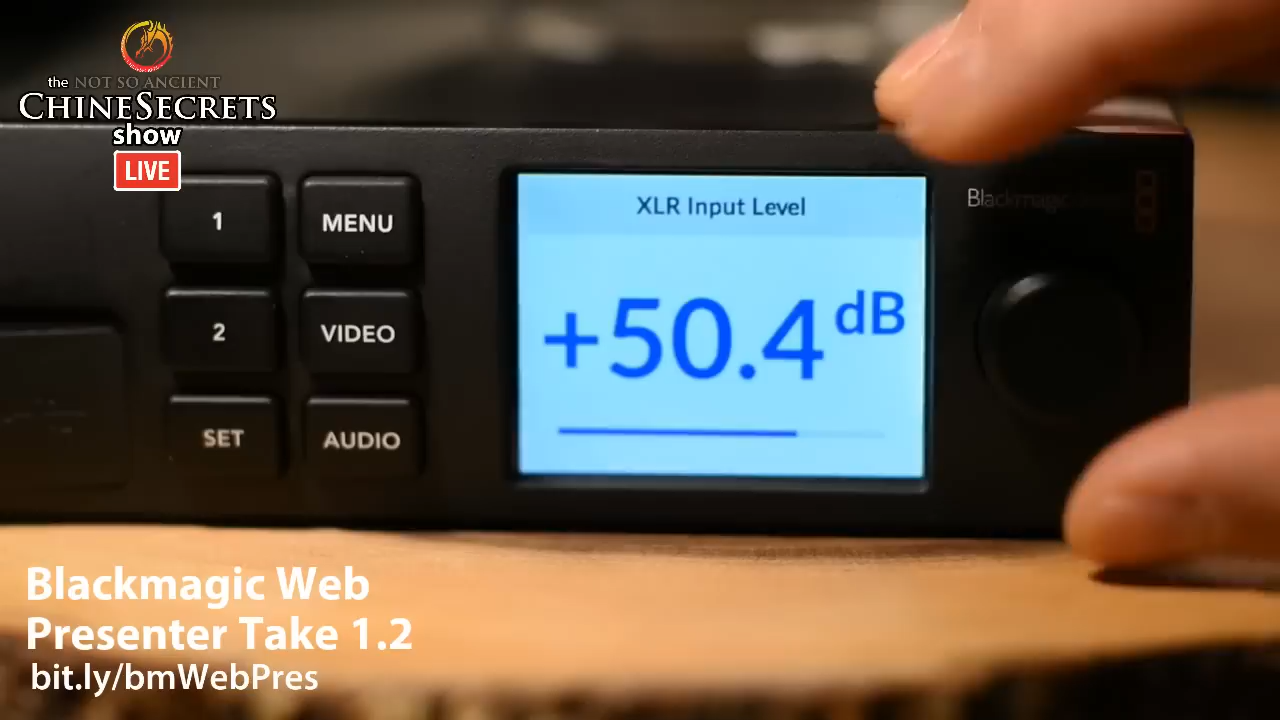 the NOT SO ANCIENT
CHINESECRETS
show
LIVE
1
MENU
XLR Input Level
Blackmagic
2
VIDEO
+50.4 dB
SET
AUDIO
Blackmagic Web
Presenter Take 1.2
bit.ly/bmWebPres